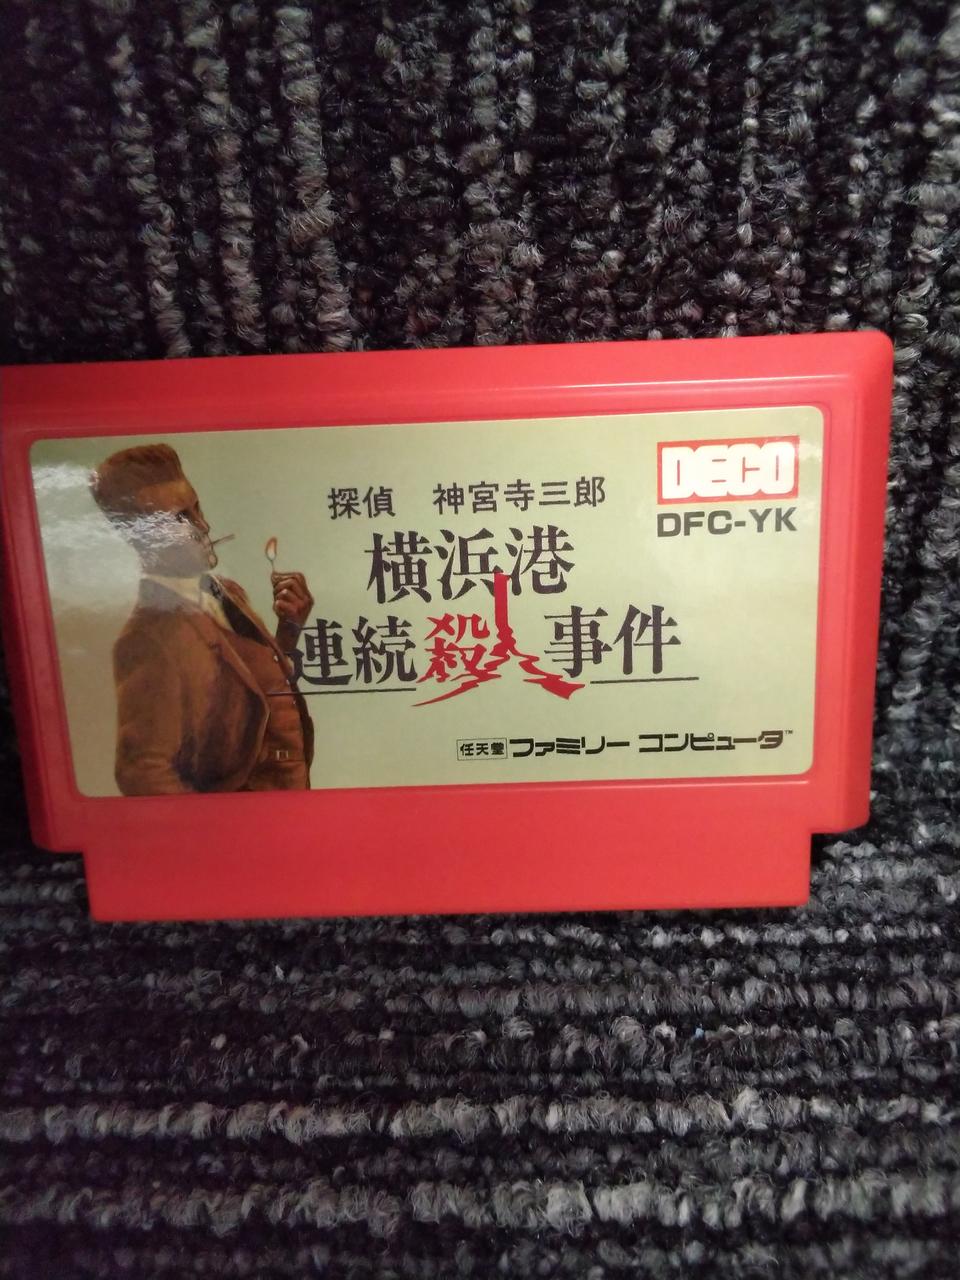 探偵 神宮寺三郎
DECO
DFC-YK
横浜港
連続殺人事件
任天堂 ファミリー コンピュータ™